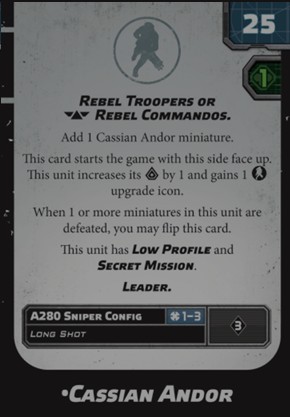 25
1
REBEL TROOPERS OR
REBEL COMMANDOS.
Add 1 Cassian Andor miniature.
This card starts the game with this side face up.
This unit increases its by 1 and gains 1
upgrade icon.
When 1 or more miniatures in this unit are
defeated, you may flip this card.
This unit has LOW PROFILE and
SECRET MISSION.
LEADER.
A280 SNIPER CONFIG 1–3
LONG SHOT 3
•CASSIAN ANDOR